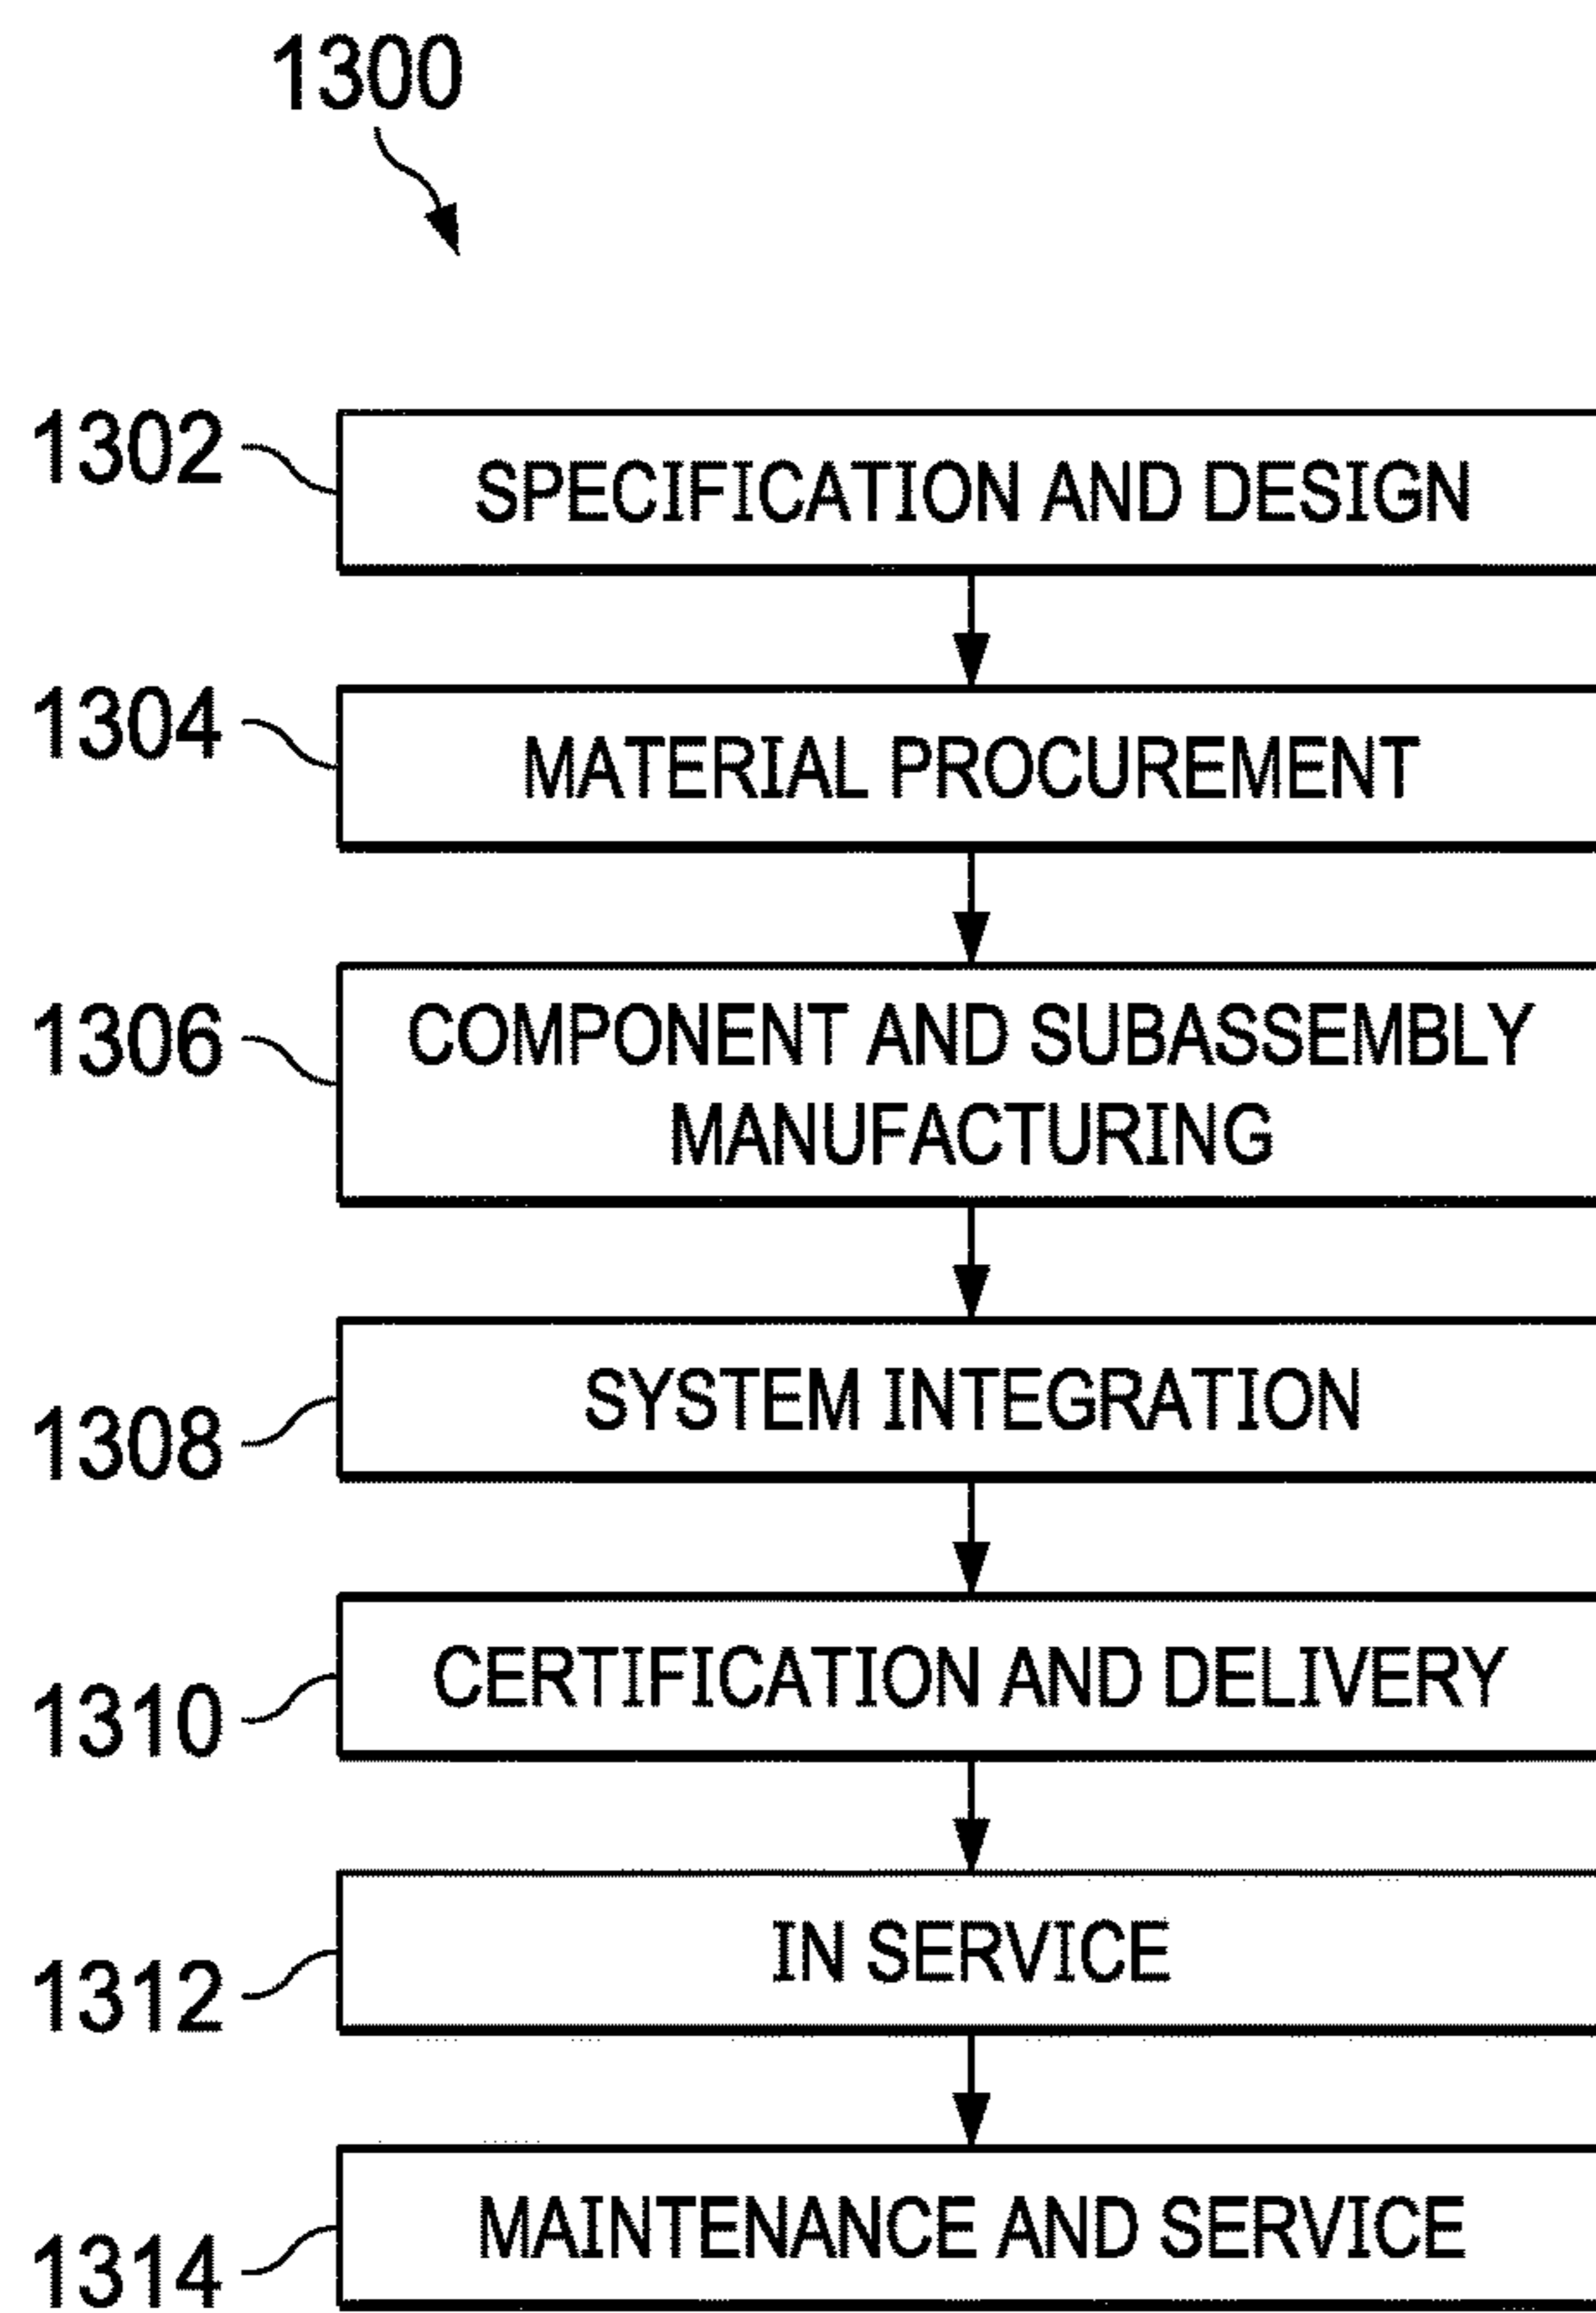 1300
1302
SPECIFICATION AND DESIGN
1304
MATERIAL PROCUREMENT
1306
COMPONENT AND SUBASSEMBLY
MANUFACTURING
1308
SYSTEM INTEGRATION
1310
CERTIFICATION AND DELIVERY
1312
IN SERVICE
1314
MAINTENANCE AND SERVICE